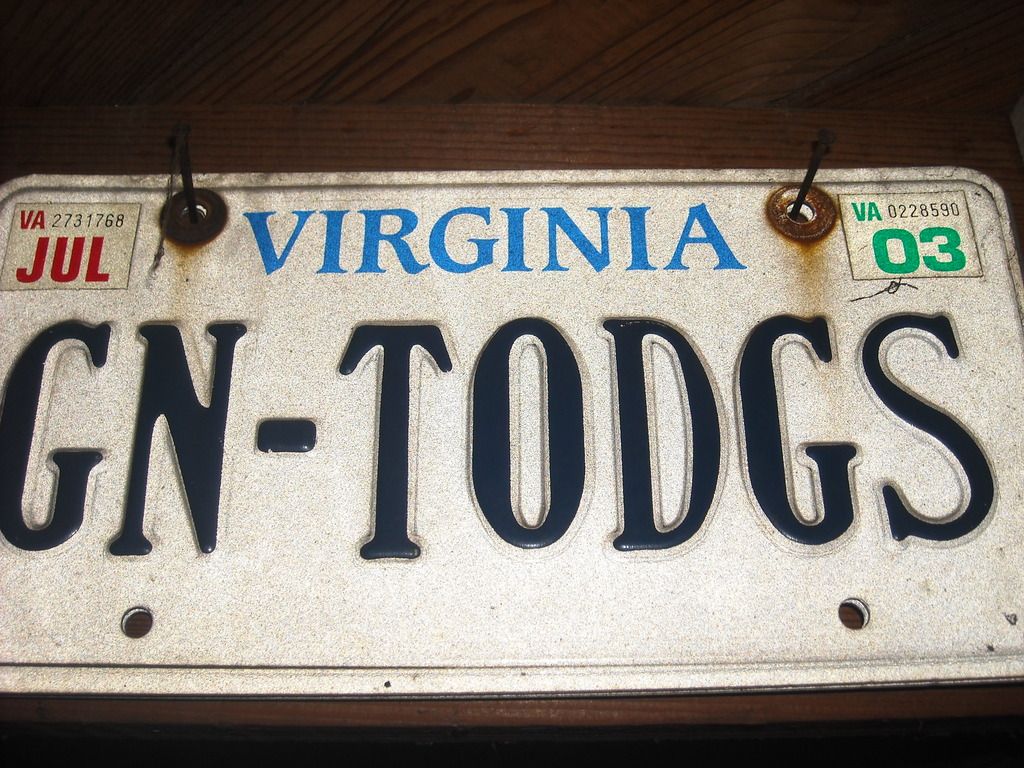 VA 2731768
JUL
VIRGINIA
VA 0228590
03
GN-TODGS